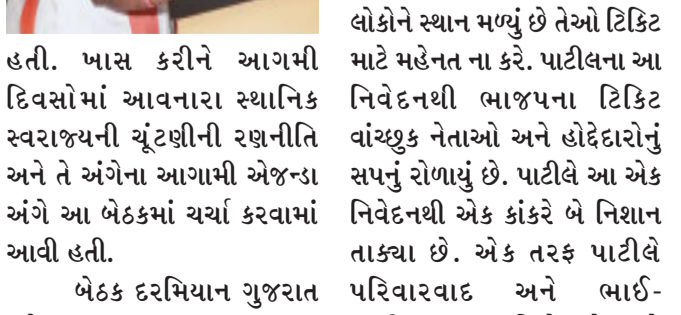 હતી. ખાસ કરીને આગમી
દિવસોમાં આવનારા સ્થાનિક
સ્વરાજ્યની ચૂંટણીની રણનીતિ
અને તે અંગેના આગામી એજન્ડા
અંગે આ બેઠકમાં ચર્ચા કરવામાં
આવી હતી.
બેઠક દરમિયાન ગુજરાત
લોકોને સ્થાન મળ્યું છે તેઓ ટિકિટ
માટે મહેનત ના કરે. પાટીલના આ
નિવેદનથી ભાજપના ટિકિટ
વાંચ્છુક નેતાઓ અને હોદ્દેદારોનું
સપનું રોળાયું છે. પાટીલે આ એક
નિવેદનથી એક કાંકરે બે નિશાન
તાક્યા છે. એક તરફ પાટીલે
પરિવારવાદ અને ભાઈ-